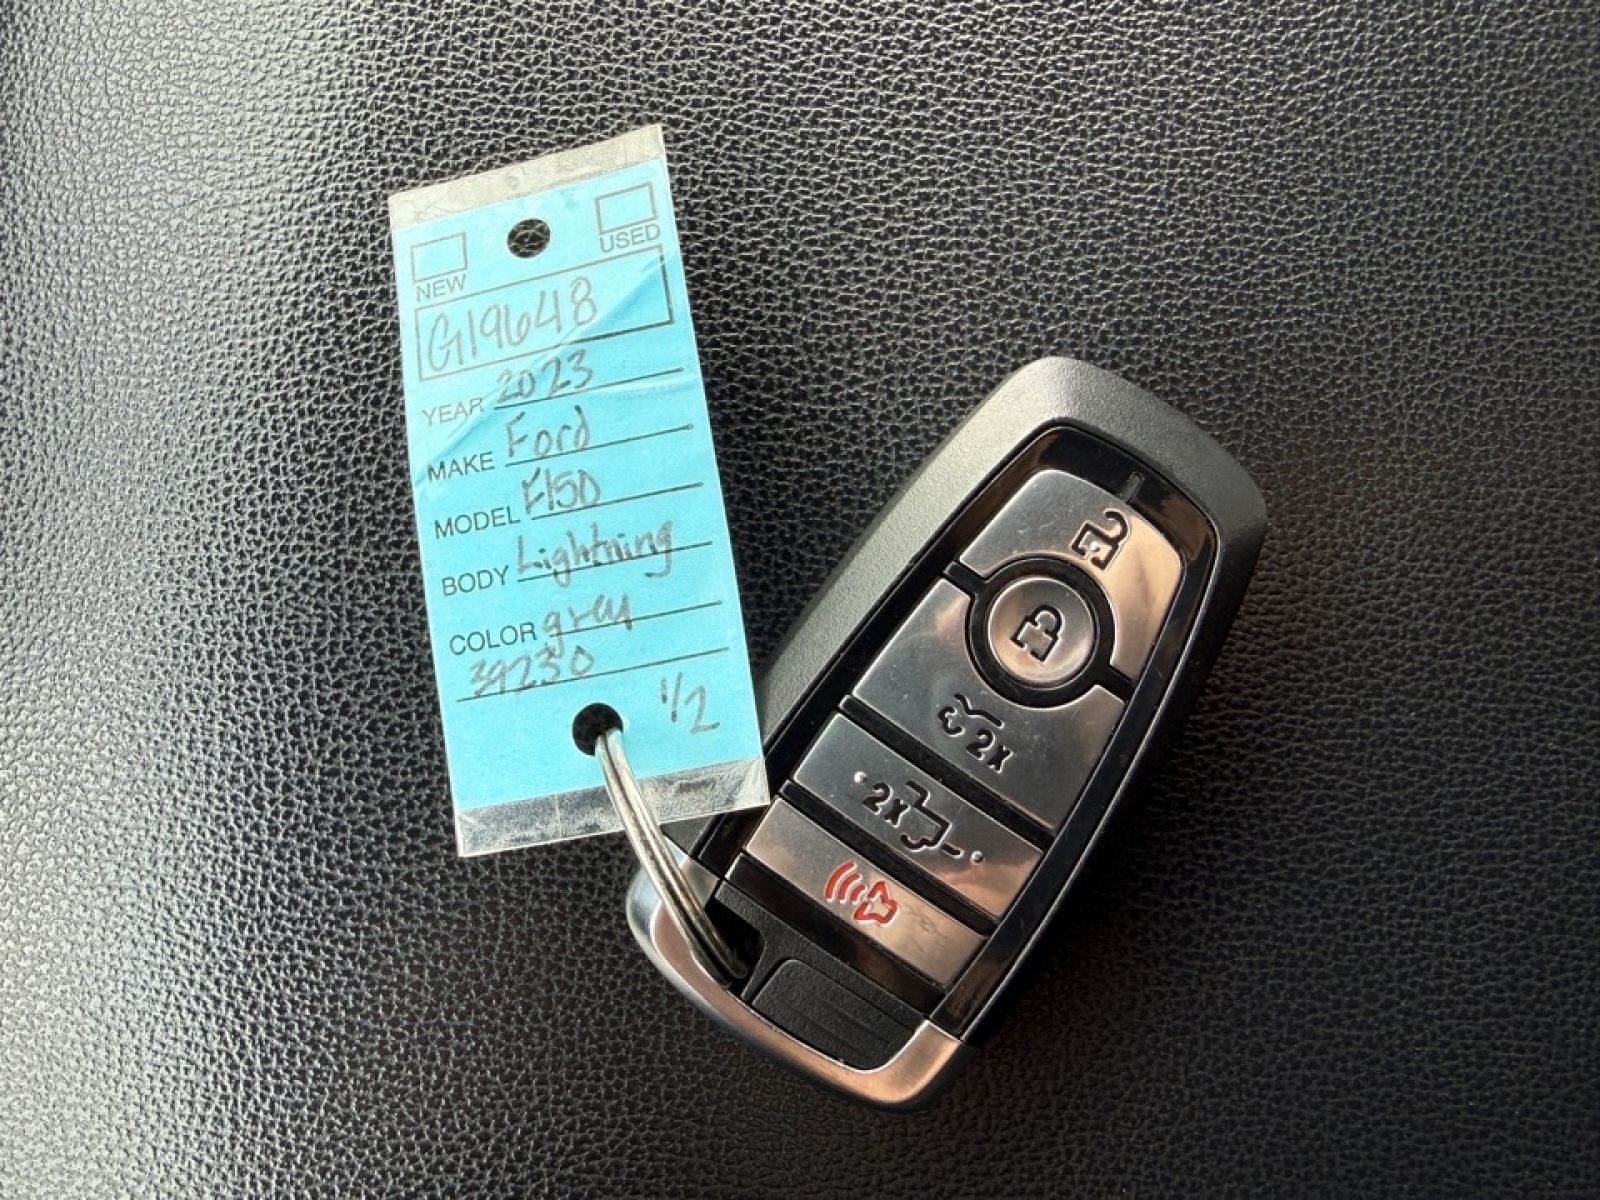 NEW USED
G19648
YEAR 2023
MAKE Ford
MODEL F150
BODY Lightning
COLOR grey
39230
1/2
2x
2x